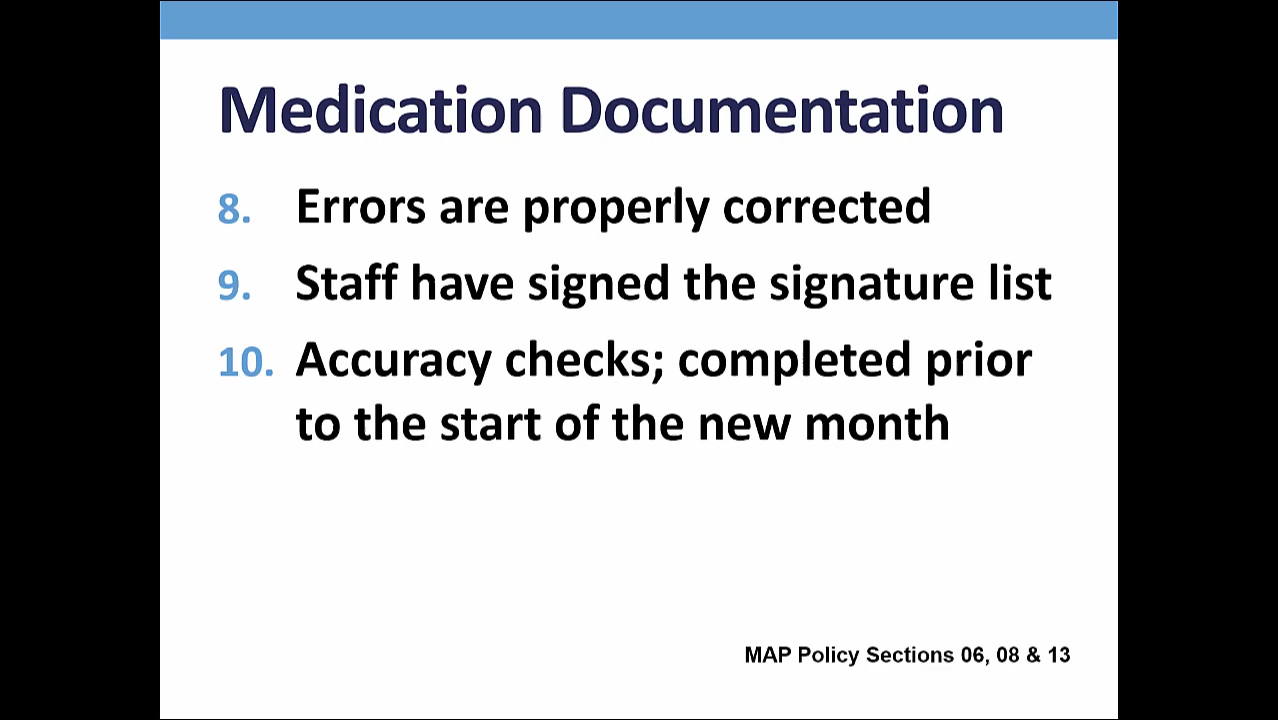 Medication Documentation
8. Errors are properly corrected
9. Staff have signed the signature list
10. Accuracy checks; completed prior
to the start of the new month
MAP Policy Sections 06, 08 & 13